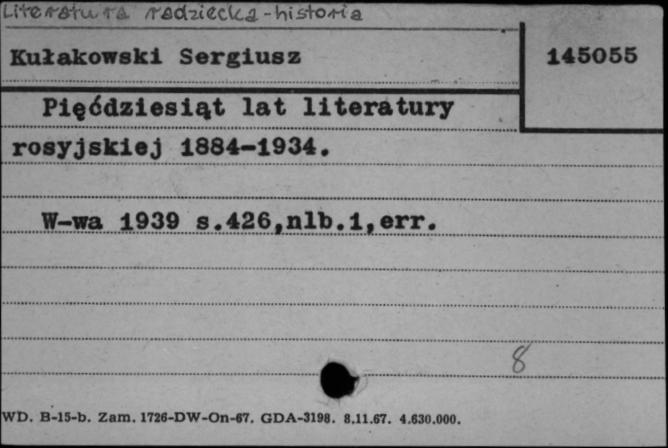 Literatura radziecka-historia
Kułakowski Sergiusz 145055
Pięćdziesiąt lat literatury
rosyjskiej 1884-1934.
W-wa 1939 s.426,nlb.1,err.
8
WD. B-15-b. Zam. 1726-DW-On-67. GDA-3198. 8.11.67. 4.630.000.